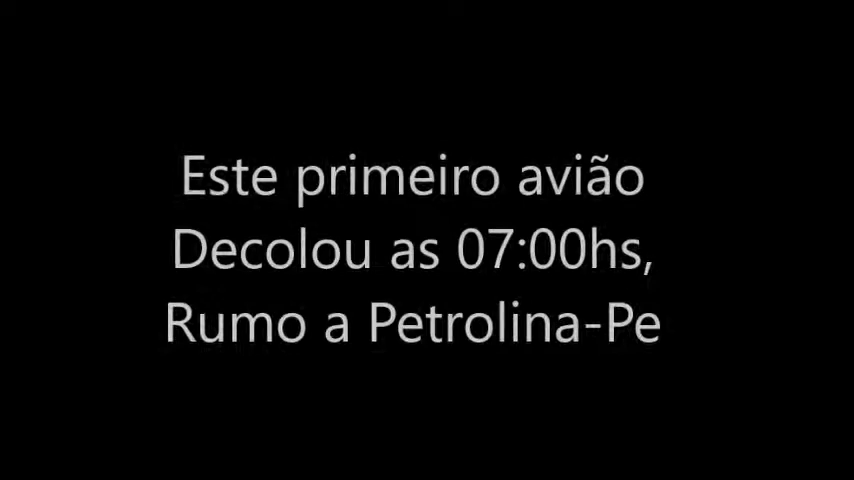 Este primeiro avião
Decolou as 07:00hs,
Rumo a Petrolina-Pe